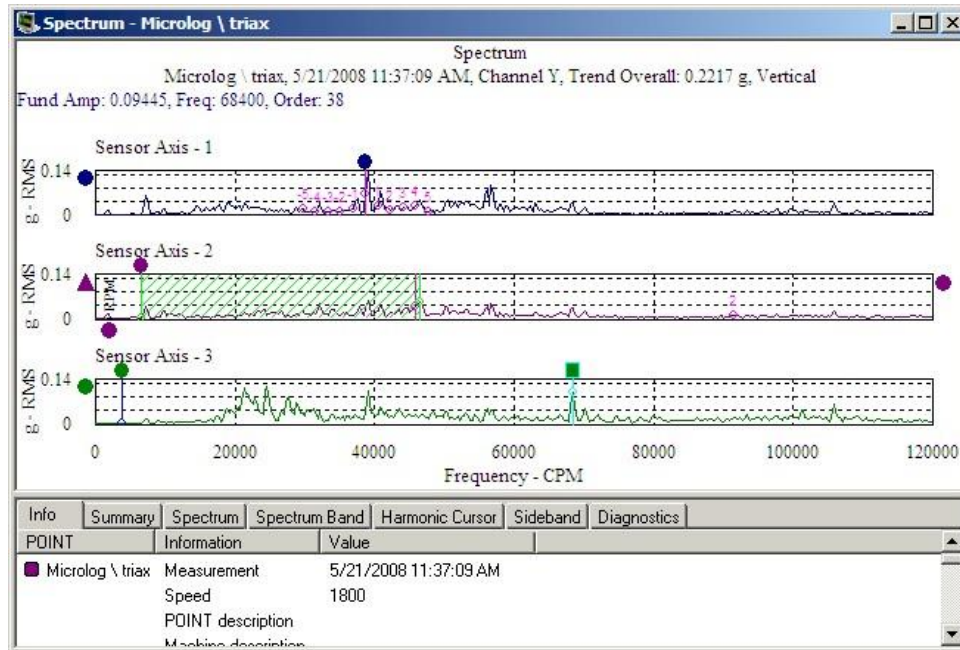 Spectrum - Microlog \ triax
Spectrum
Microlog \ triax, 5/21/2008 11:37:09 AM, Channel Y, Trend Overall: 0.2217 g, Vertical
Fund Amp: 0.09445, Freq: 68400, Order: 38
Sensor Axis - 1
g - RMS
0.14
0
Sensor Axis - 2
g - RMS
0.14
0
RPM
2
Sensor Axis - 3
g - RMS
0.14
0
0 20000 40000 60000 80000 100000 120000
Frequency - CPM
Info Summary Spectrum Spectrum Band Harmonic Cursor Sideband Diagnostics
POINT Information Value
Microlog \ triax Measurement 5/21/2008 11:37:09 AM
Speed 1800
POINT description
Machine description